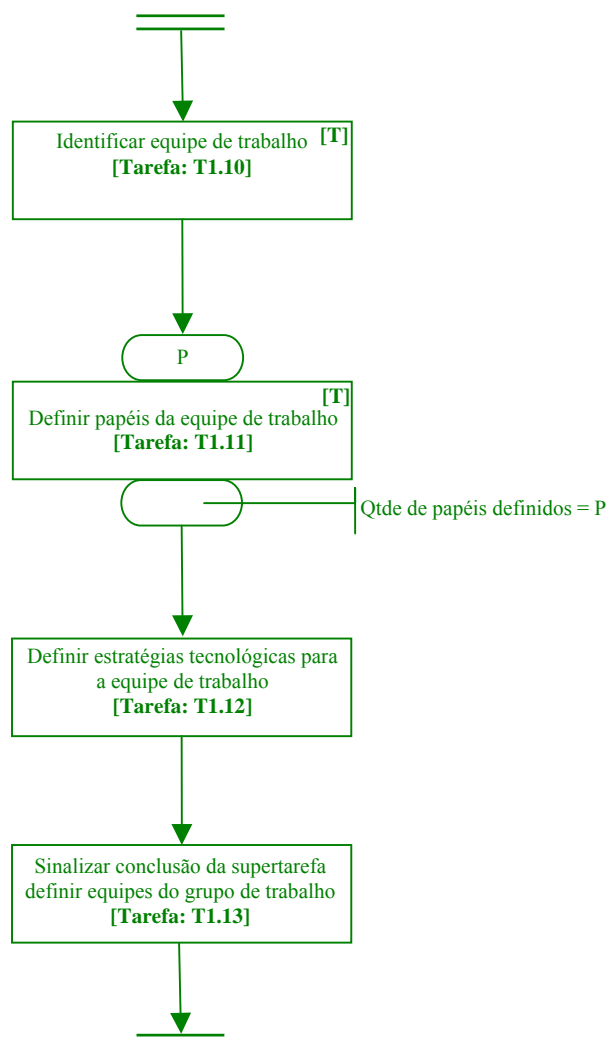 Identificar equipe de trabalho [T]
[Tarefa: T1.10]
P
[T]
Definir papéis da equipe de trabalho
[Tarefa: T1.11]
Qtde de papéis definidos = P
Definir estratégias tecnológicas para
a equipe de trabalho
[Tarefa: T1.12]
Sinalizar conclusão da supertarefa
definir equipes do grupo de trabalho
[Tarefa: T1.13]